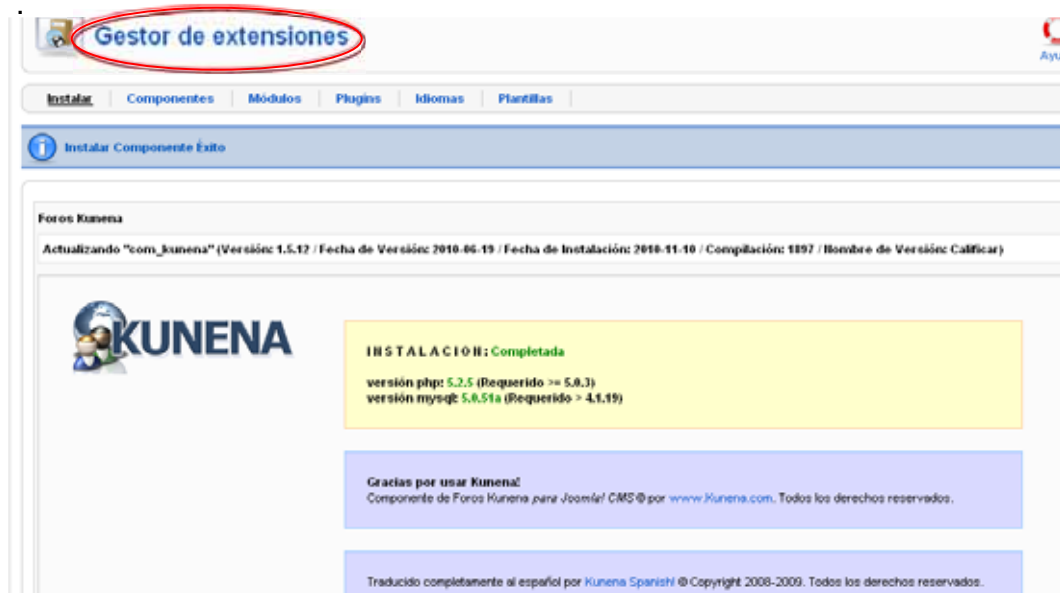 .
Gestor de extensiones
Ayu
Instalar Componentes Módulos Plugins Idiomas Plantillas
Instalar Componente Éxito
Foros Kunena
Actualizando "com_kunena" (Versión: 1.5.12 / Fecha de Versión: 2010-06-19 / Fecha de Instalación: 2010-11-10 / Compilación: 1897 / Nombre de Versión: Calificar)
KUNENA
INSTALACION: Completada
versión php: 5.2.5 (Requerido >= 5.0.3)
versión mysql: 5.0.51a (Requerido > 4.1.19)
Gracias por usar Kunena!
Componente de Foros Kunena para Joomla! CMS © por www.Kunena.com. Todos los derechos reservados.
Traducido completamente al español por Kunena Spanish! © Copyright 2008-2009. Todos los derechos reservados.